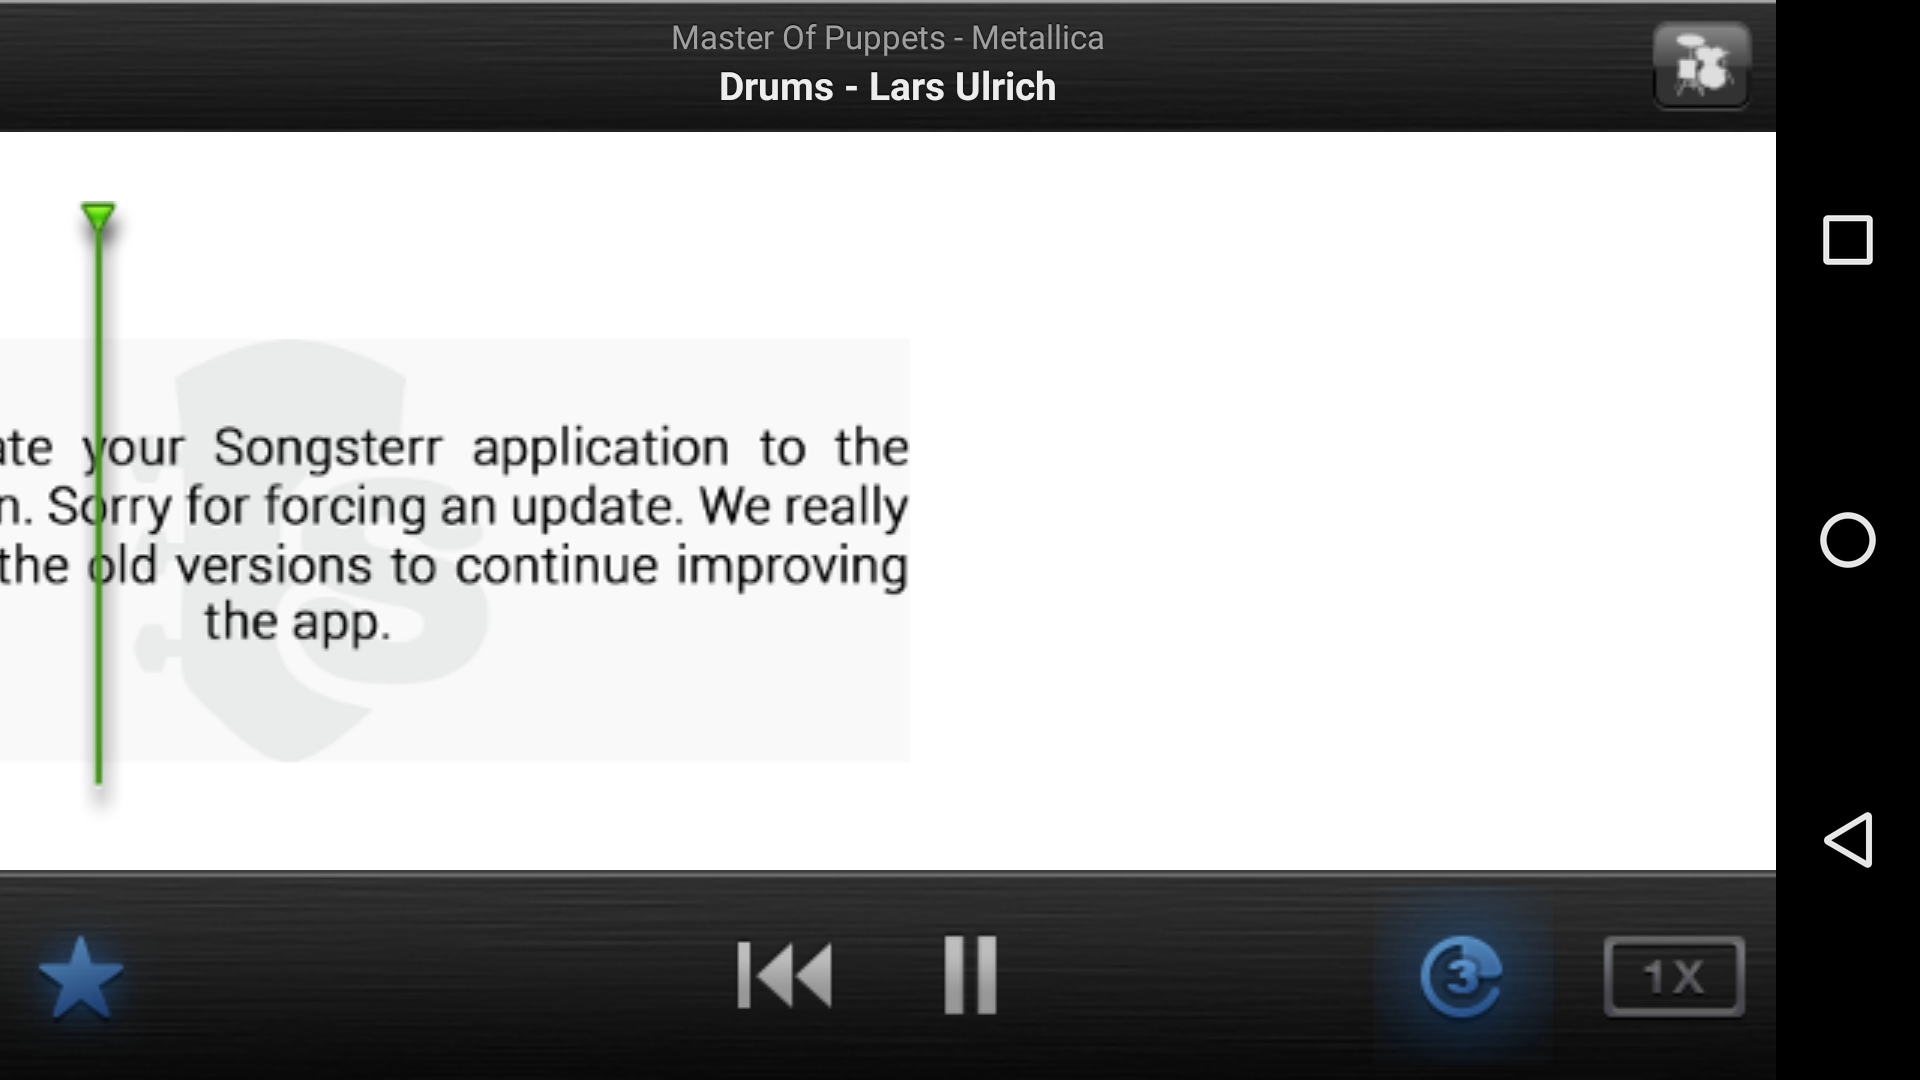 Master Of Puppets - Metallica
Drums - Lars Ulrich
ate your Songsterr application to the
n. Sorry for forcing an update. We really
the old versions to continue improving
the app.
3
1X